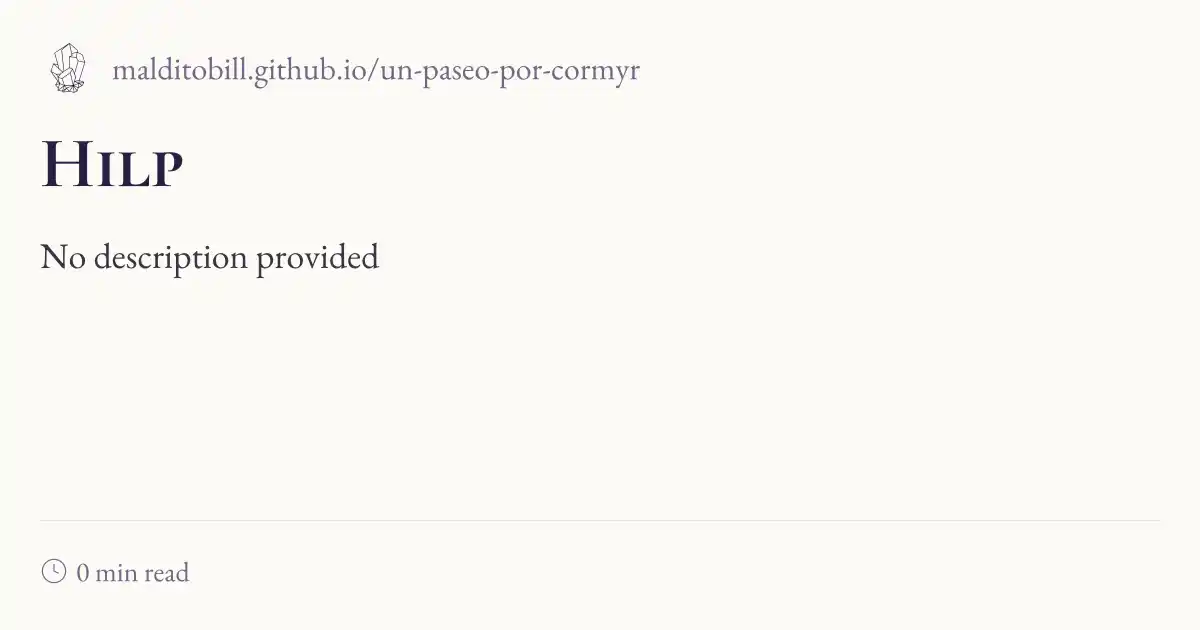 malditobill.github.io/un-paseo-por-cormyr
Hilp
No description provided
0 min read